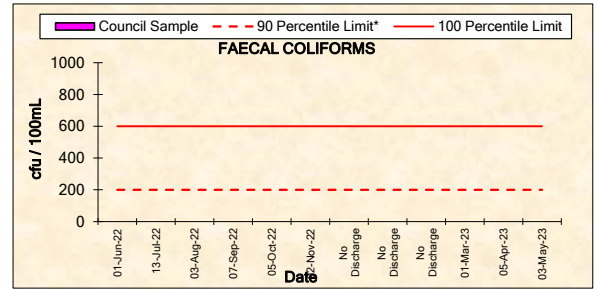 Council Sample 90 Percentile Limit* 100 Percentile Limit
FAECAL COLIFORMS
cfu / 100mL
1000
800
600
400
200
0
01-Jun-22
13-Jul-22
03-Aug-22
07-Sep-22
05-Oct-22
02-Nov-22
No Discharge
No Discharge
No Discharge
01-Mar-23
05-Apr-23
03-May-23
Date